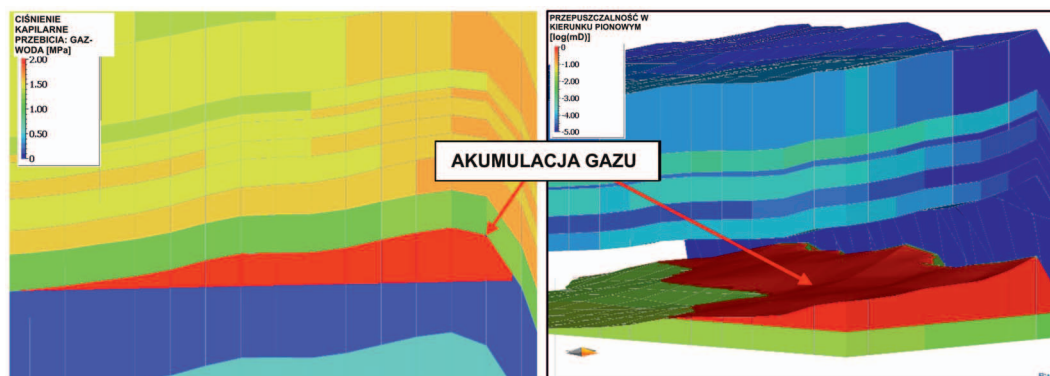 CIŚNIENIE
KAPILARNE
PRZEBICIA: GAZ-
WODA [MPa]
2.00
1.50
1.00
0.50
0
PRZEPUSZCZALNOŚĆ W
KIERUNKU PIONOWYM
[log(mD)]
0
-1.00
-2.00
-3.00
-4.00
-5.00
AKUMULACJA GAZU